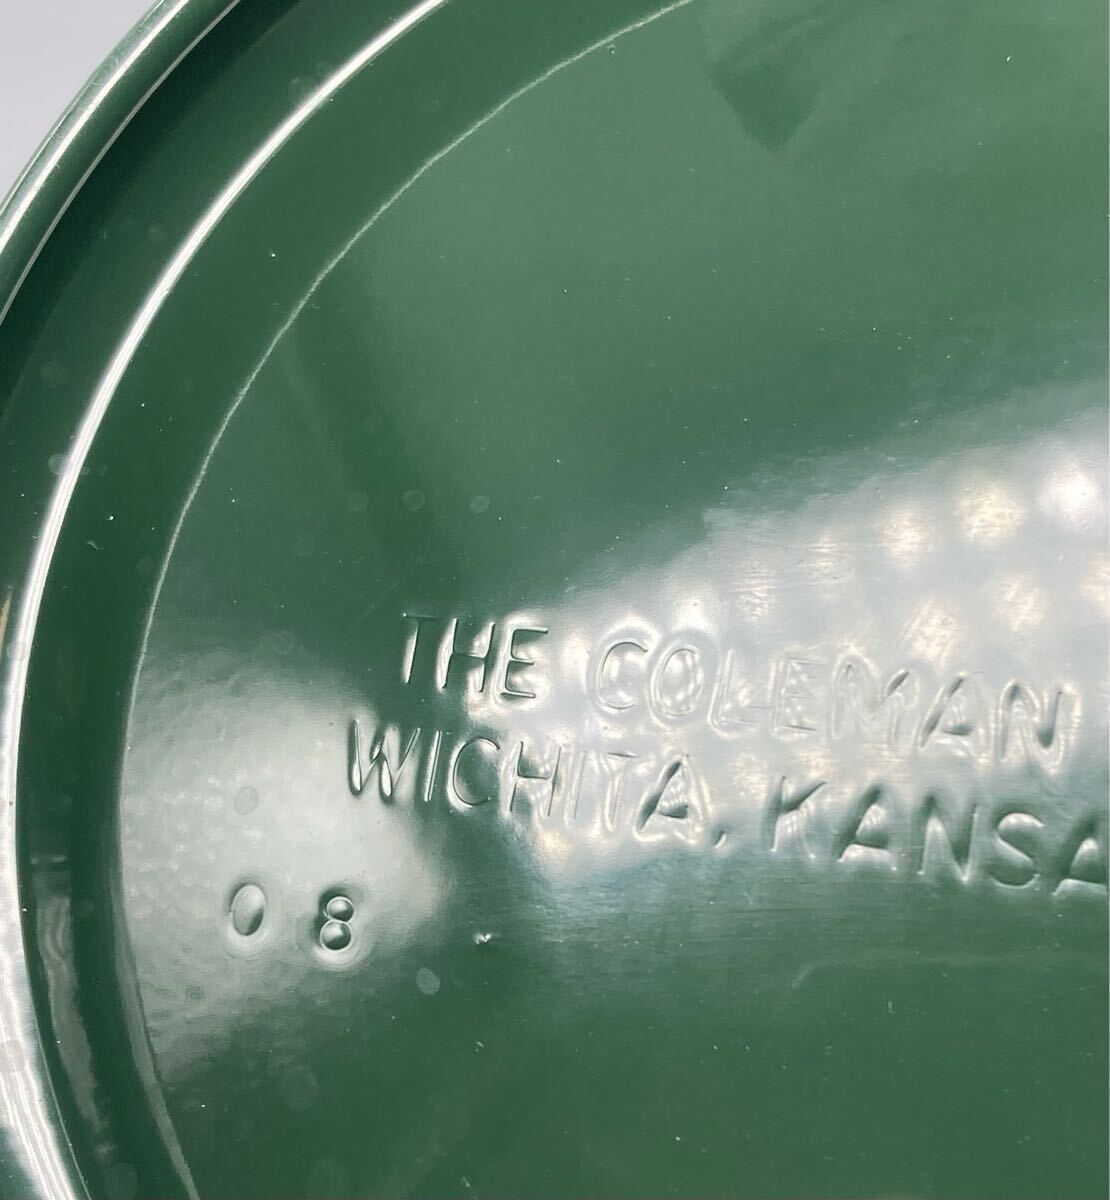 THE COLEMAN
WICHITA, KANSA
0 8